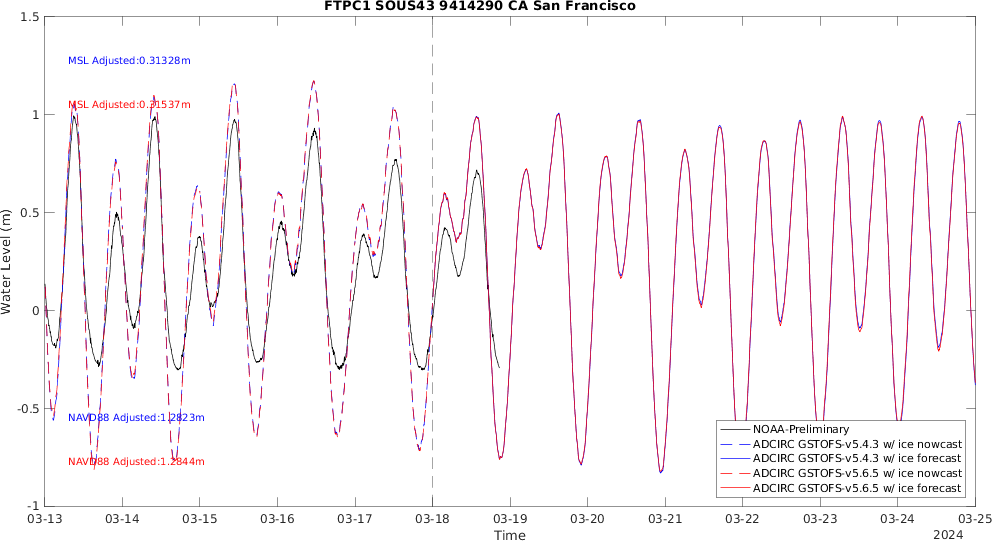 FTPC1 SOUS43 9414290 CA San Francisco
1.5
MSL Adjusted:0.31328m
MSL Adjusted:0.31537m
1
0.5
Water Level (m)
0
-0.5
NAVD88 Adjusted:1.2823m
NAVD88 Adjusted:1.2844m
NOAA-Preliminary
ADCIRC GSTOFS-v5.4.3 w/ ice nowcast
ADCIRC GSTOFS-v5.4.3 w/ ice forecast
ADCIRC GSTOFS-v5.6.5 w/ ice nowcast
ADCIRC GSTOFS-v5.6.5 w/ ice forecast
-1
03-13 03-14 03-15 03-16 03-17 03-18 03-19 03-20 03-21 03-22 03-23 03-24 03-25
Time
2024